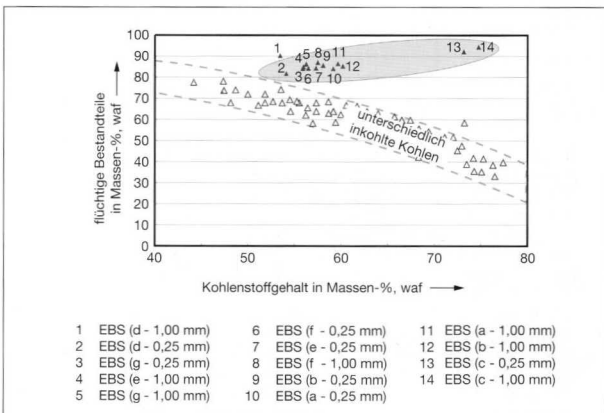 flüchtige Bestandteile
in Massen-%, waf
100
90
80
70
60
50
40
30
20
10
0
1
2
3
4
5
6
7
8
9
10
11
12
13
14
unterschiedlich
inkohlte Kohlen
40
50
60
70
80
Kohlenstoffgehalt in Massen-%, waf
1 EBS (d - 1,00 mm)
2 EBS (d - 0,25 mm)
3 EBS (g - 0,25 mm)
4 EBS (e - 1,00 mm)
5 EBS (g - 1,00 mm)
6 EBS (f - 0,25 mm)
7 EBS (e - 0,25 mm)
8 EBS (f - 1,00 mm)
9 EBS (b - 0,25 mm)
10 EBS (a - 0,25 mm)
11 EBS (a - 1,00 mm)
12 EBS (b - 1,00 mm)
13 EBS (c - 0,25 mm)
14 EBS (c - 1,00 mm)